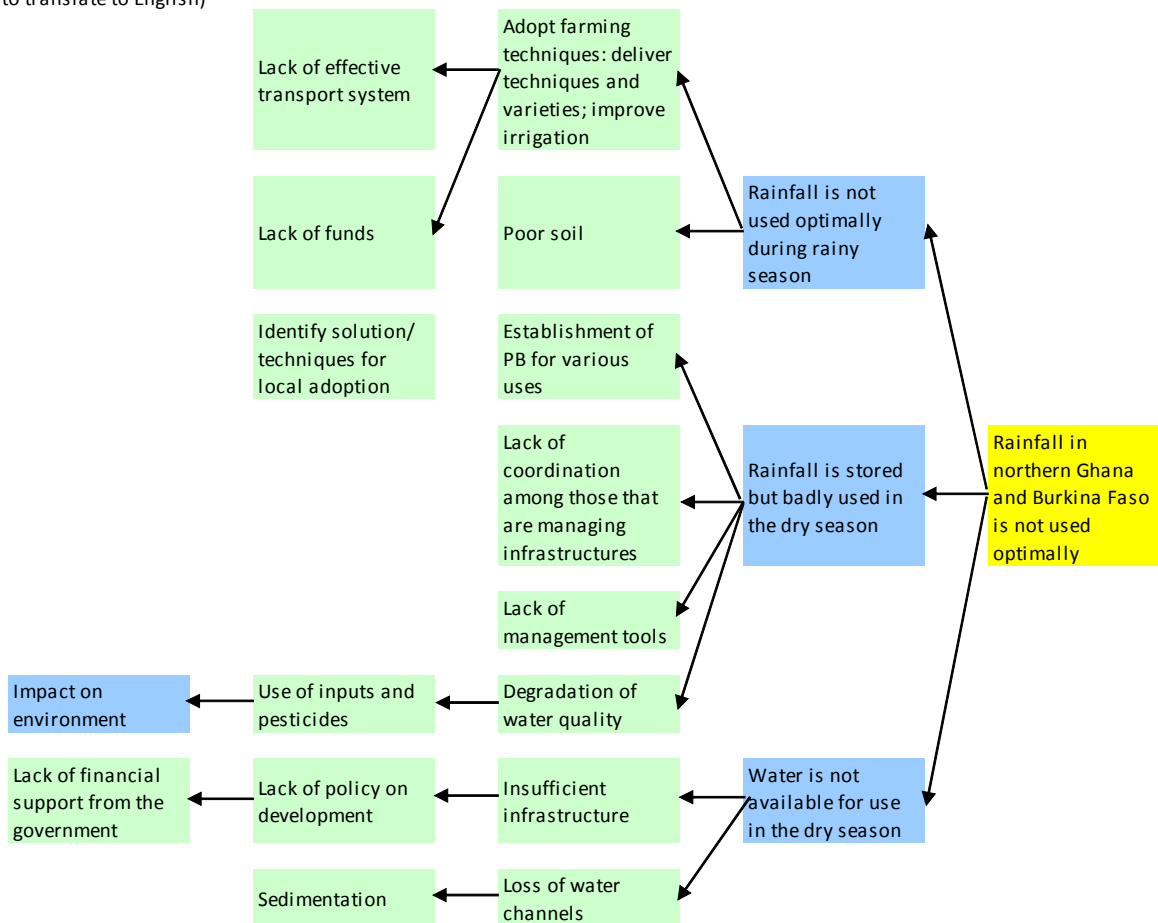 to translate to English)
Lack of effective
transport system
Adopt farming
techniques: deliver
techniques and
varieties; improve
irrigation
Lack of funds
Poor soil
Rainfall is not
used optimally
during rainy
season
Identify solution/
techniques for
local adoption
Establishment of
PB for various
uses
Lack of
coordination
among those that
are managing
infrastructures
Rainfall is stored
but badly used in
the dry season
Rainfall in
northern Ghana
and Burkina Faso
is not used
optimally
Lack of
management tools
Impact on
environment
Use of inputs and
pesticides
Degradation of
water quality
Lack of financial
support from the
government
Lack of policy on
development
Insufficient
infrastructure
Water is not
available for use
in the dry season
Sedimentation
Loss of water
channels